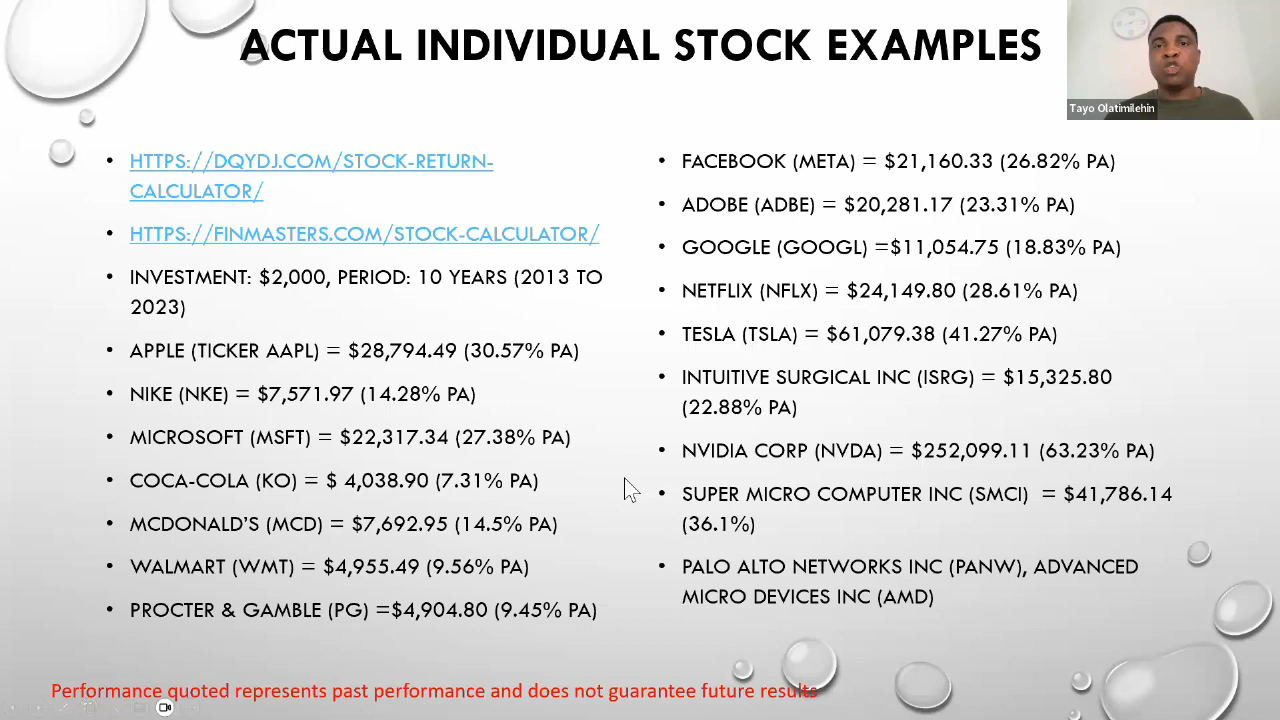 ACTUAL INDIVIDUAL STOCK EXAMPLES
Tayo Olatimilehin
• HTTPS://DQYDJ.COM/STOCK-RETURN-
CALCULATOR/
• HTTPS://FINMASTERS.COM/STOCK-CALCULATOR/
• INVESTMENT: $2,000, PERIOD: 10 YEARS (2013 TO
2023)
• APPLE (TICKER AAPL) = $28,794.49 (30.57% PA)
• NIKE (NKE) = $7,571.97 (14.28% PA)
• MICROSOFT (MSFT) = $22,317.34 (27.38% PA)
• COCA-COLA (KO) = $ 4,038.90 (7.31% PA)
• MCDONALD'S (MCD) = $7,692.95 (14.5% PA)
• WALMART (WMT) = $4,955.49 (9.56% PA)
• PROCTER & GAMBLE (PG) =$4,904.80 (9.45% PA)
• FACEBOOK (META) = $21,160.33 (26.82% PA)
• ADOBE (ADBE) = $20,281.17 (23.31% PA)
• GOOGLE (GOOGL) =$11,054.75 (18.83% PA)
• NETFLIX (NFLX) = $24,149.80 (28.61% PA)
• TESLA (TSLA) = $61,079.38 (41.27% PA)
• INTUITIVE SURGICAL INC (ISRG) = $15,325.80
(22.88% PA)
• NVIDIA CORP (NVDA) = $252,099.11 (63.23% PA)
• SUPER MICRO COMPUTER INC (SMCI) = $41,786.14
(36.1%)
• PALO ALTO NETWORKS INC (PANW), ADVANCED
MICRO DEVICES INC (AMD)
Performance quoted represents past performance and does not guarantee future results